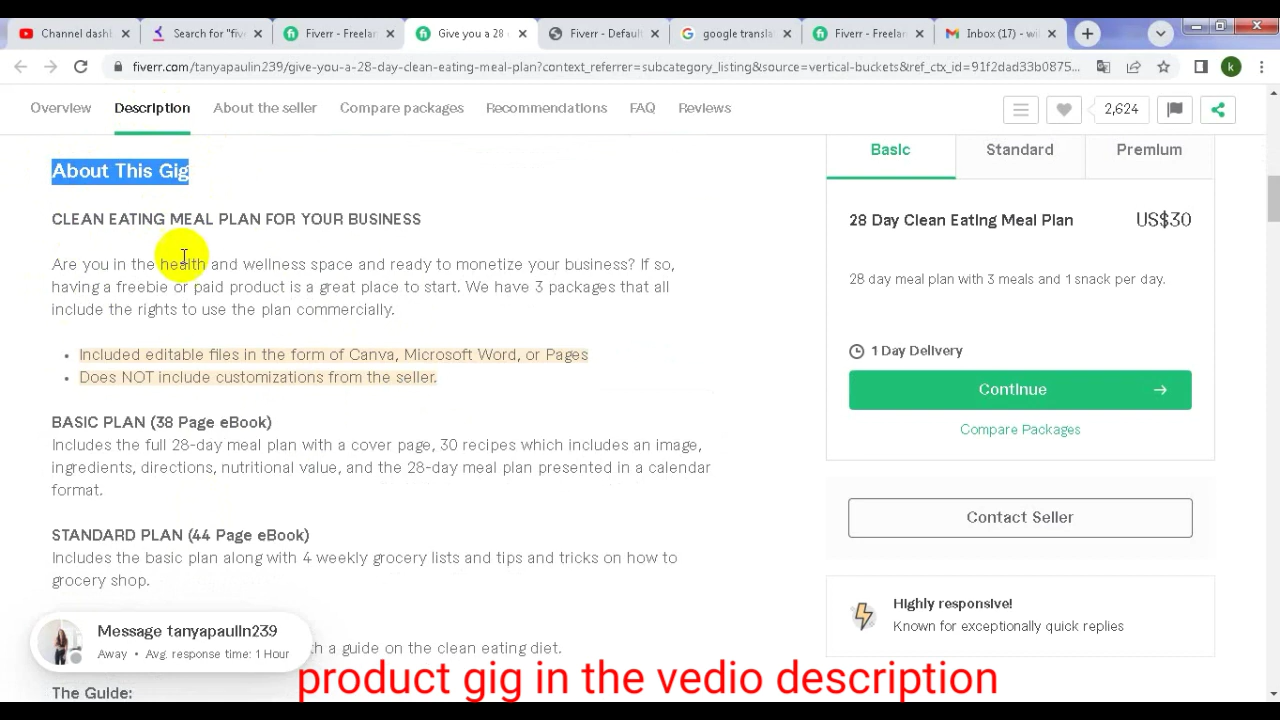 Channel dashl
Search for "five
Fiverr - Freelan
Give you a 28
Fiverr - Default
google transla
Fiverr - Freelan
Inbox (17) - wil
fiverr.com/tanyapaulin239/give-you-a-28-day-clean-eating-meal-plan?context_referrer=subcategory_listing&source=vertical-buckets&ref_ctx_id=91f2dad33b0875...
k
Overview
Description
About the seller
Compare packages
Recommendations
FAQ
Reviews
2,624
About This Gig
CLEAN EATING MEAL PLAN FOR YOUR BUSINESS
Are you in the health and wellness space and ready to monetize your business? If so,
having a freebie or paid product is a great place to start. We have 3 packages that all
include the rights to use the plan commercially.
• Included editable files in the form of Canva, Microsoft Word, or Pages
• Does NOT include customizations from the seller.
BASIC PLAN (38 Page eBook)
Includes the full 28-day meal plan with a cover page, 30 recipes which includes an image,
ingredients, directions, nutritional value, and the 28-day meal plan presented in a calendar
format.
STANDARD PLAN (44 Page eBook)
Includes the basic plan along with 4 weekly grocery lists and tips and tricks on how to
grocery shop.
h a guide on the clean eating diet.
The Guide:
Message tanyapaulin239
Away • Avg. response time: 1 Hour
Basic
Standard
Premium
28 Day Clean Eating Meal Plan
US$30
28 day meal plan with 3 meals and 1 snack per day.
1 Day Delivery
Continue
Compare Packages
Contact Seller
Highly responsive!
Known for exceptionally quick replies
product gig in the vedio description